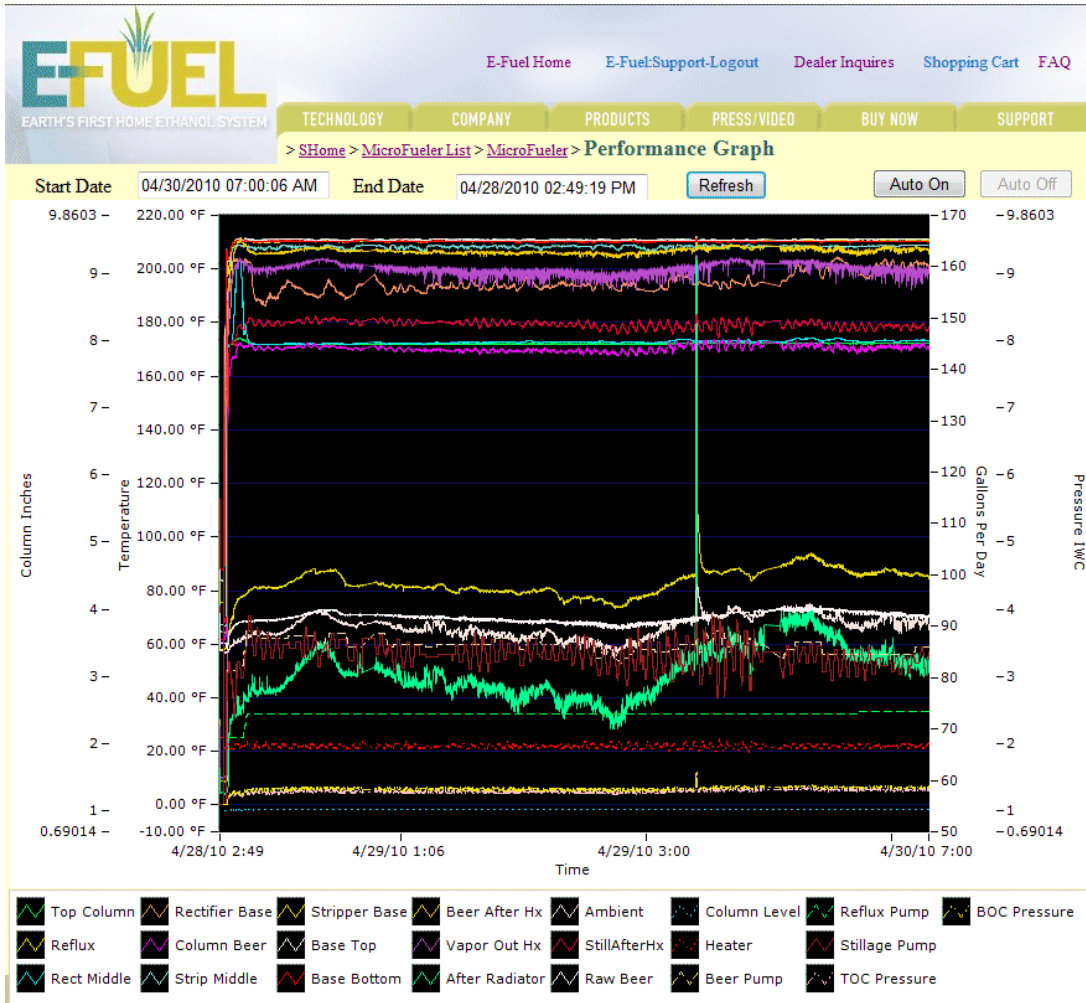 E-FUEL
EARTH'S FIRST HOME ETHANOL SYSTEM
E-Fuel Home E-Fuel:Support-Logout Dealer Inquires Shopping Cart FAQ
TECHNOLOGY COMPANY PRODUCTS PRESS/VIDEO BUY NOW SUPPORT
> SHome > MicroFueler List > MicroFueler > Performance Graph
Start Date 04/30/2010 07:00:06 AM End Date 04/28/2010 02:49:19 PM Refresh Auto On Auto Off
9.8603 – 220.00 °F – –170 –9.8603
9 – 200.00 °F – –160 –9
180.00 °F – –150
8 – –8
160.00 °F – –140
7 – –7
140.00 °F – –130
6 – 120.00 °F – –120 –6
Column Inches
Temperature
Gallons Per Day
Pressure IWC
5 – 100.00 °F – –110 –5
80.00 °F – –100
4 – –4
60.00 °F – –90
3 – –80 –3
40.00 °F –
–70
2 – 20.00 °F – –2
–60
1 – 0.00 °F – –1
0.69014 – -10.00 °F – –50 –0.69014
4/28/10 2:49 4/29/10 1:06 4/29/10 3:00 4/30/10 7:00
Time
Top Column Rectifier Base Stripper Base Beer After Hx Ambient Column Level Reflux Pump BOC Pressure
Reflux Column Beer Base Top Vapor Out Hx StillAfterHx Heater Stillage Pump
Rect Middle Strip Middle Base Bottom After Radiator Raw Beer Beer Pump TOC Pressure